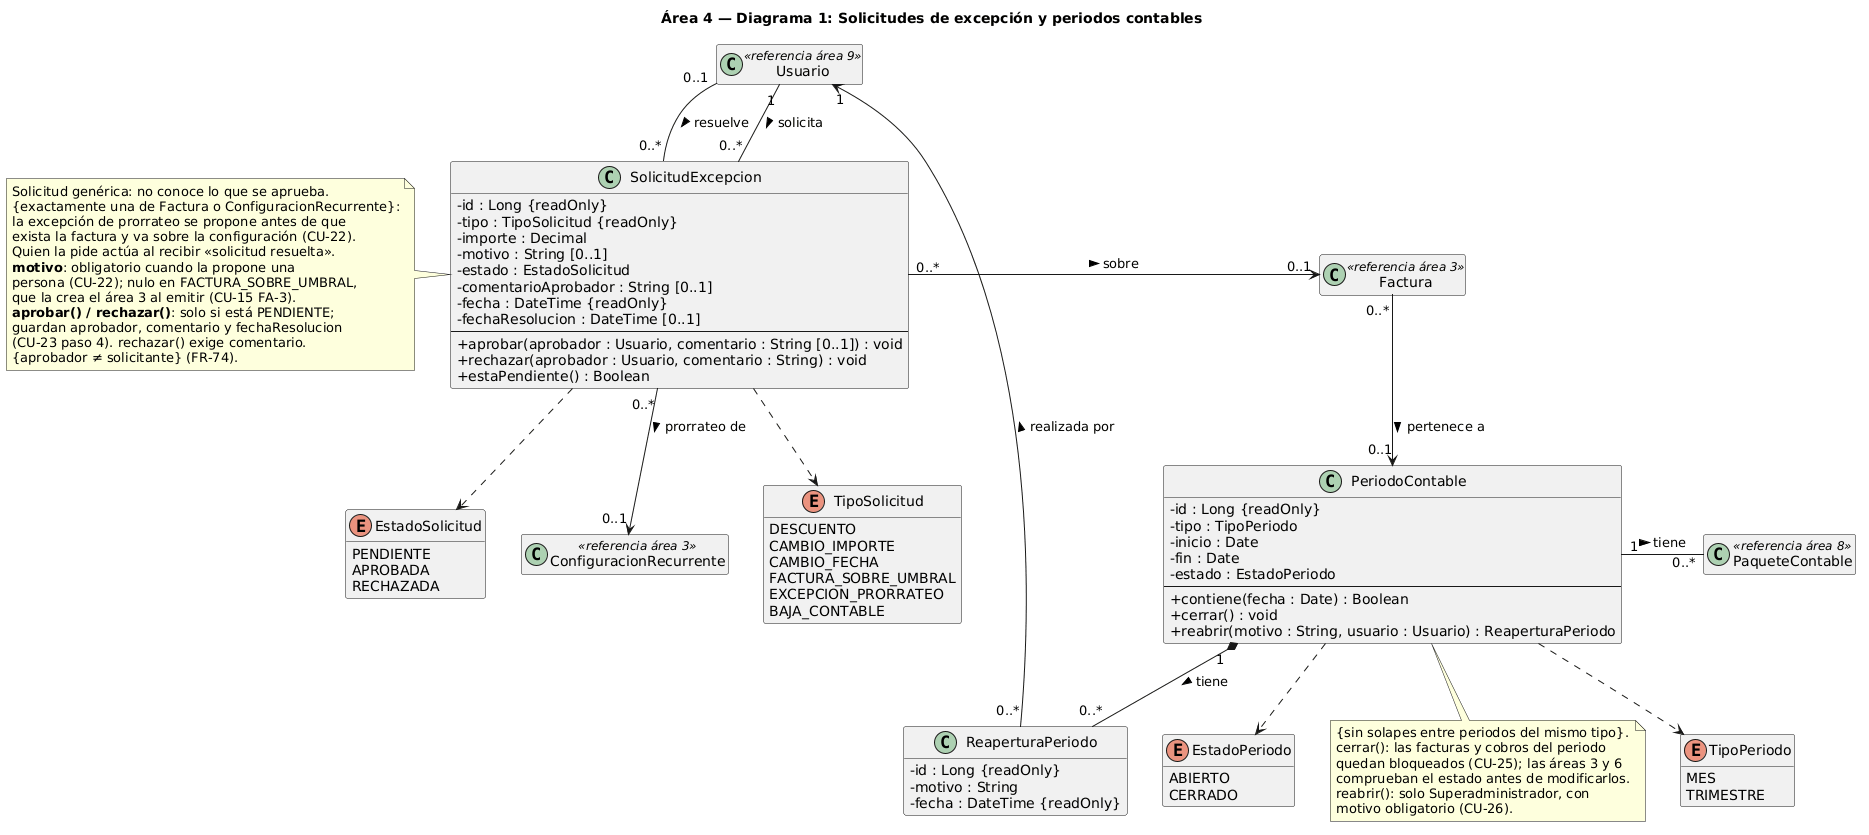 Área 4 — Diagrama 1: Solicitudes de excepción y periodos contables
«referencia área 9»
Usuario
0..1
1
1
resuelve
solicita
0..*
0..*
Solicitud genérica: no conoce lo que se aprueba.
{exactamente una de Factura o ConfiguracionRecurrente}:
la excepción de prorrateo se propone antes de que
exista la factura y va sobre la configuración (CU-22).
Quien la pide actúa al recibir «solicitud resuelta».
motivo: obligatorio cuando la propone una
persona (CU-22); nulo en FACTURA_SOBRE_UMBRAL,
que la crea el área 3 al emitir (CU-15 FA-3).
aprobar() / rechazar(): solo si está PENDIENTE;
guardan aprobador, comentario y fechaResolucion
(CU-23 paso 4). rechazar() exige comentario.
{aprobador ≠ solicitante} (FR-74).
SolicitudExcepcion
-id : Long {readOnly}
-tipo : TipoSolicitud {readOnly}
-importe : Decimal
-motivo : String [0..1]
-estado : EstadoSolicitud
-comentarioAprobador : String [0..1]
-fecha : DateTime {readOnly}
-fechaResolucion : DateTime [0..1]
+aprobar(aprobador : Usuario, comentario : String [0..1]) : void
+rechazar(aprobador : Usuario, comentario : String) : void
+estaPendiente() : Boolean
0..*
sobre
0..1
«referencia área 3»
Factura
0..*
pertenece a
0..1
0..*
prorrateo de
0..1
realizada por
EstadoSolicitud
PENDIENTE
APROBADA
RECHAZADA
«referencia área 3»
ConfiguracionRecurrente
TipoSolicitud
DESCUENTO
CAMBIO_IMPORTE
CAMBIO_FECHA
FACTURA_SOBRE_UMBRAL
EXCEPCION_PRORRATEO
BAJA_CONTABLE
PeriodoContable
-id : Long {readOnly}
-tipo : TipoPeriodo
-inicio : Date
-fin : Date
-estado : EstadoPeriodo
+contiene(fecha : Date) : Boolean
+cerrar() : void
+reabrir(motivo : String, usuario : Usuario) : ReaperturaPeriodo
1
tiene
0..*
«referencia área 8»
PaqueteContable
1
tiene
0..*
0..*
ReaperturaPeriodo
-id : Long {readOnly}
-motivo : String
-fecha : DateTime {readOnly}
EstadoPeriodo
ABIERTO
CERRADO
{sin solapes entre periodos del mismo tipo}.
cerrar(): las facturas y cobros del periodo
quedan bloqueados (CU-25); las áreas 3 y 6
comprueban el estado antes de modificarlos.
reabrir(): solo Superadministrador, con
motivo obligatorio (CU-26).
TipoPeriodo
MES
TRIMESTRE